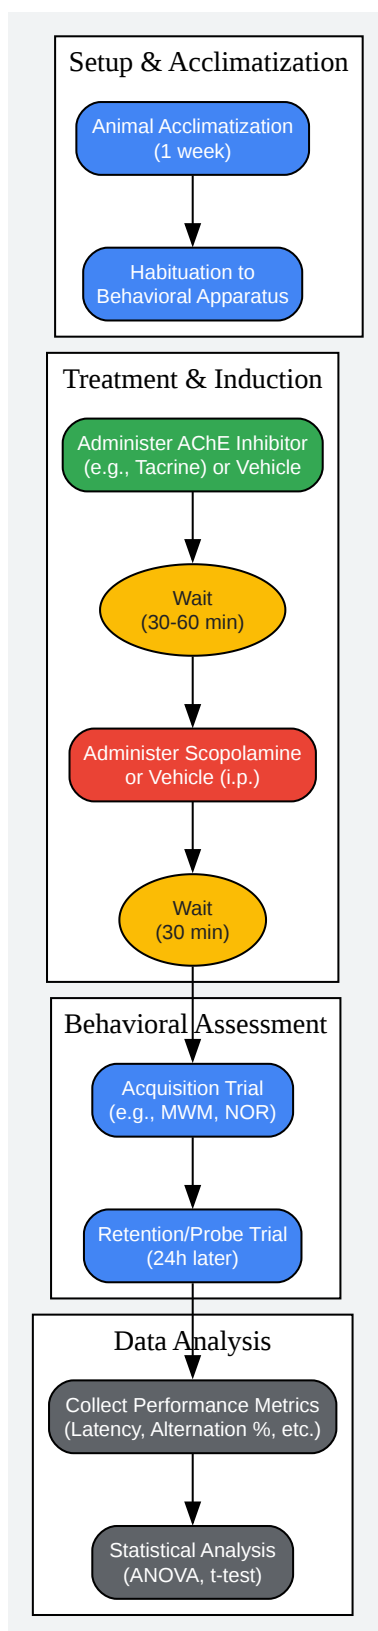 Setup & Acclimatization
Animal Acclimatization
(1 week)
Habituation to
Behavioral Apparatus
Treatment & Induction
Administer AChE Inhibitor
(e.g., Tacrine) or Vehicle
Wait
(30-60 min)
Administer Scopolamine
or Vehicle (i.p.)
Wait
(30 min)
Behavioral Assessment
Acquisition Trial
(e.g., MWM, NOR)
Retention/Probe Trial
(24h later)
Data Analysis
Collect Performance Metrics
(Latency, Alternation %, etc.)
Statistical Analysis
(ANOVA, t-test)